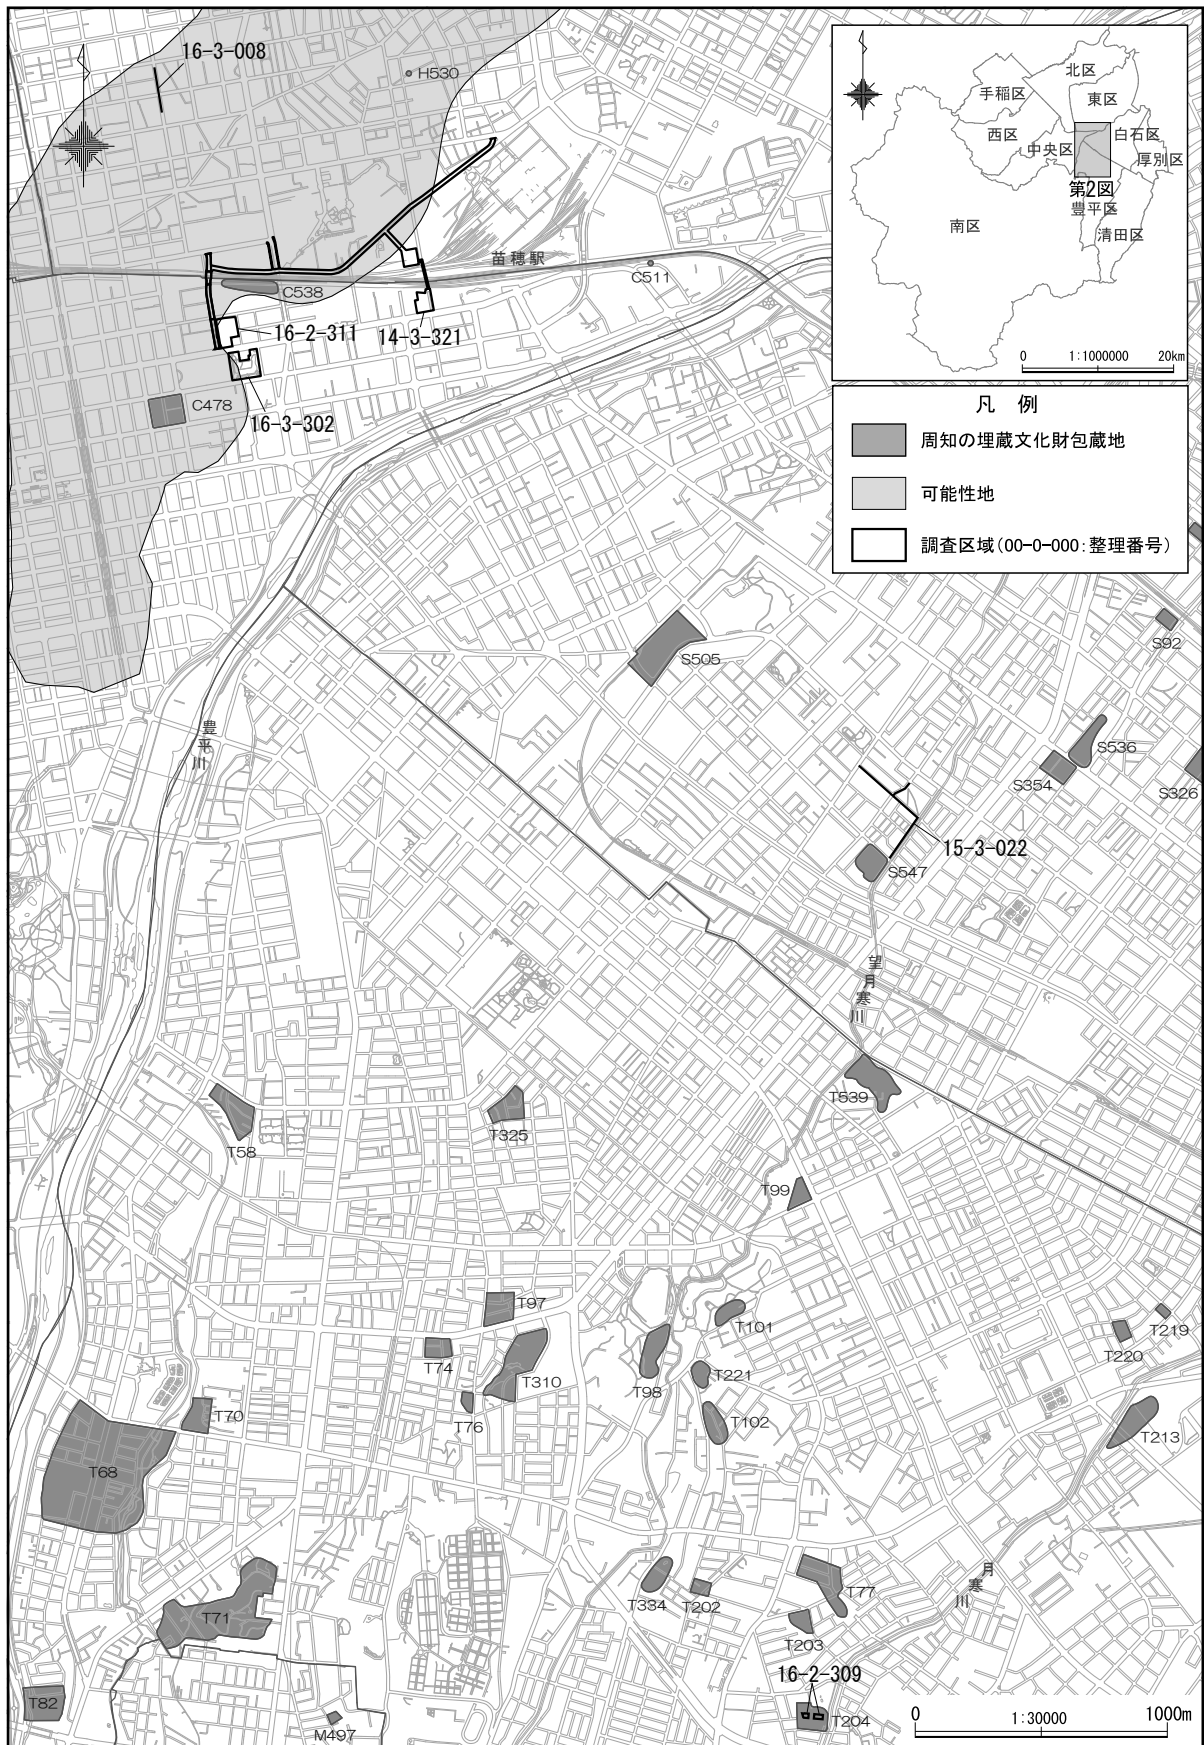 16-3-008
H530
苗穂駅
C511
C538
16-2-311
14-3-321
C478
16-3-302
北区
手稲区
東区
西区
中央区
白石区
厚別区
第2図
豊平区
南区
清田区
0 1:1000000 20km
凡 例
周知の埋蔵文化財包蔵地
可能性地
調査区域(00-0-000:整理番号)
S92
S505
豊平川
S536
S354
S326
15-3-022
S547
望月寒川
T539
T58
T325
T99
T97
T101
T219
T220
T74
T310
T98
T221
T76
T102
T70
T213
T68
T334
T202
T77
月寒川
T71
T203
16-2-309
T82
M497
T204
0 1:30000 1000m